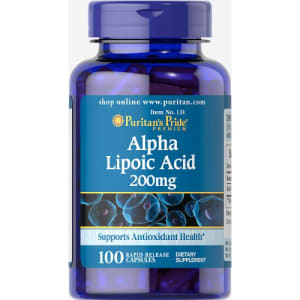 shop online www.puritan.com
Item No. 131
Puritan's Pride®
PREMIUM
Alpha
Lipoic Acid
200mg
Supports Antioxidant Health*
100 RAPID RELEASE CAPSULES
DIETARY SUPPLEMENT